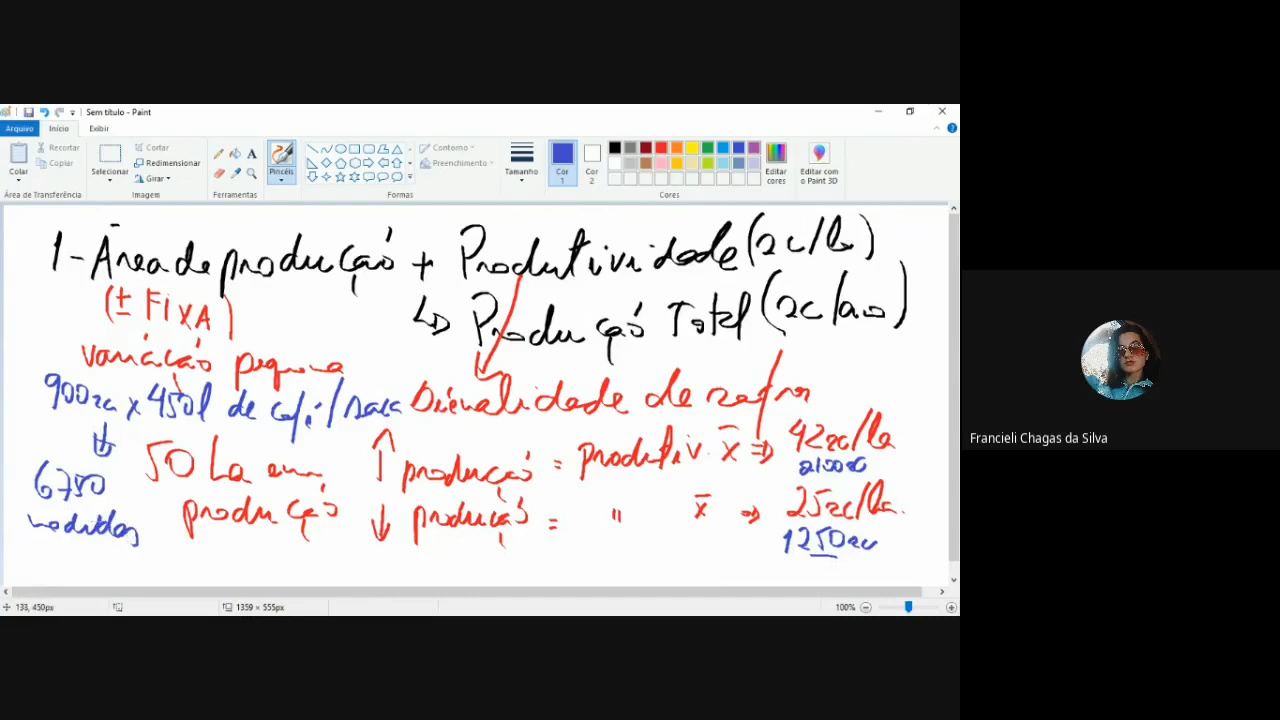 Sem título - Paint
Arquivo Início Exibir
Colar
Recortar
Copiar
Área de Transferência
Selecionar
Cortar
Redimensionar
Girar
Imagem
Ferramentas
Pincéis
Contorno
Preenchimento
Formas
Tamanho
Cor 1
Cor 2
Editar cores
Cores
Editar com o Paint 3D
1 - Área de produção + Produtividade (sc/ha)
(± FIXA)
↳ Produção Total (sc/ano)
variação pequena
900sc x 450l de café/saca
Bienalidade de safra
6750 medidas
50 ha em produção
↑ produção = produtiv. x̄ => 42sc/ha
2100sc
↓ produção = " x̄ => 25sc/ha.
1250sc
133, 450px
1359 × 555px
100%
Francieli Chagas da Silva